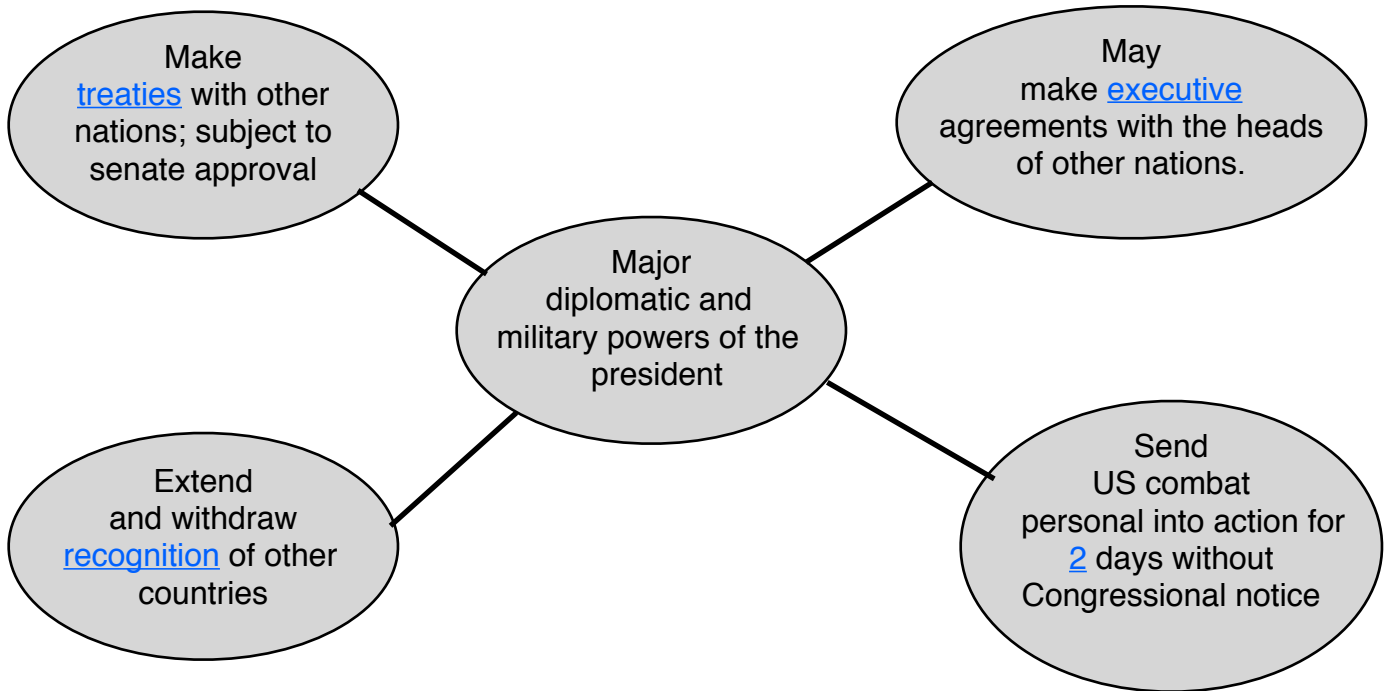 Make
treaties with other
nations; subject to
senate approval
May
make executive
agreements with the heads
of other nations.
Major
diplomatic and
military powers of the
president
Extend
and withdraw
recognition of other
countries
Send
US combat
personal into action for
2 days without
Congressional notice